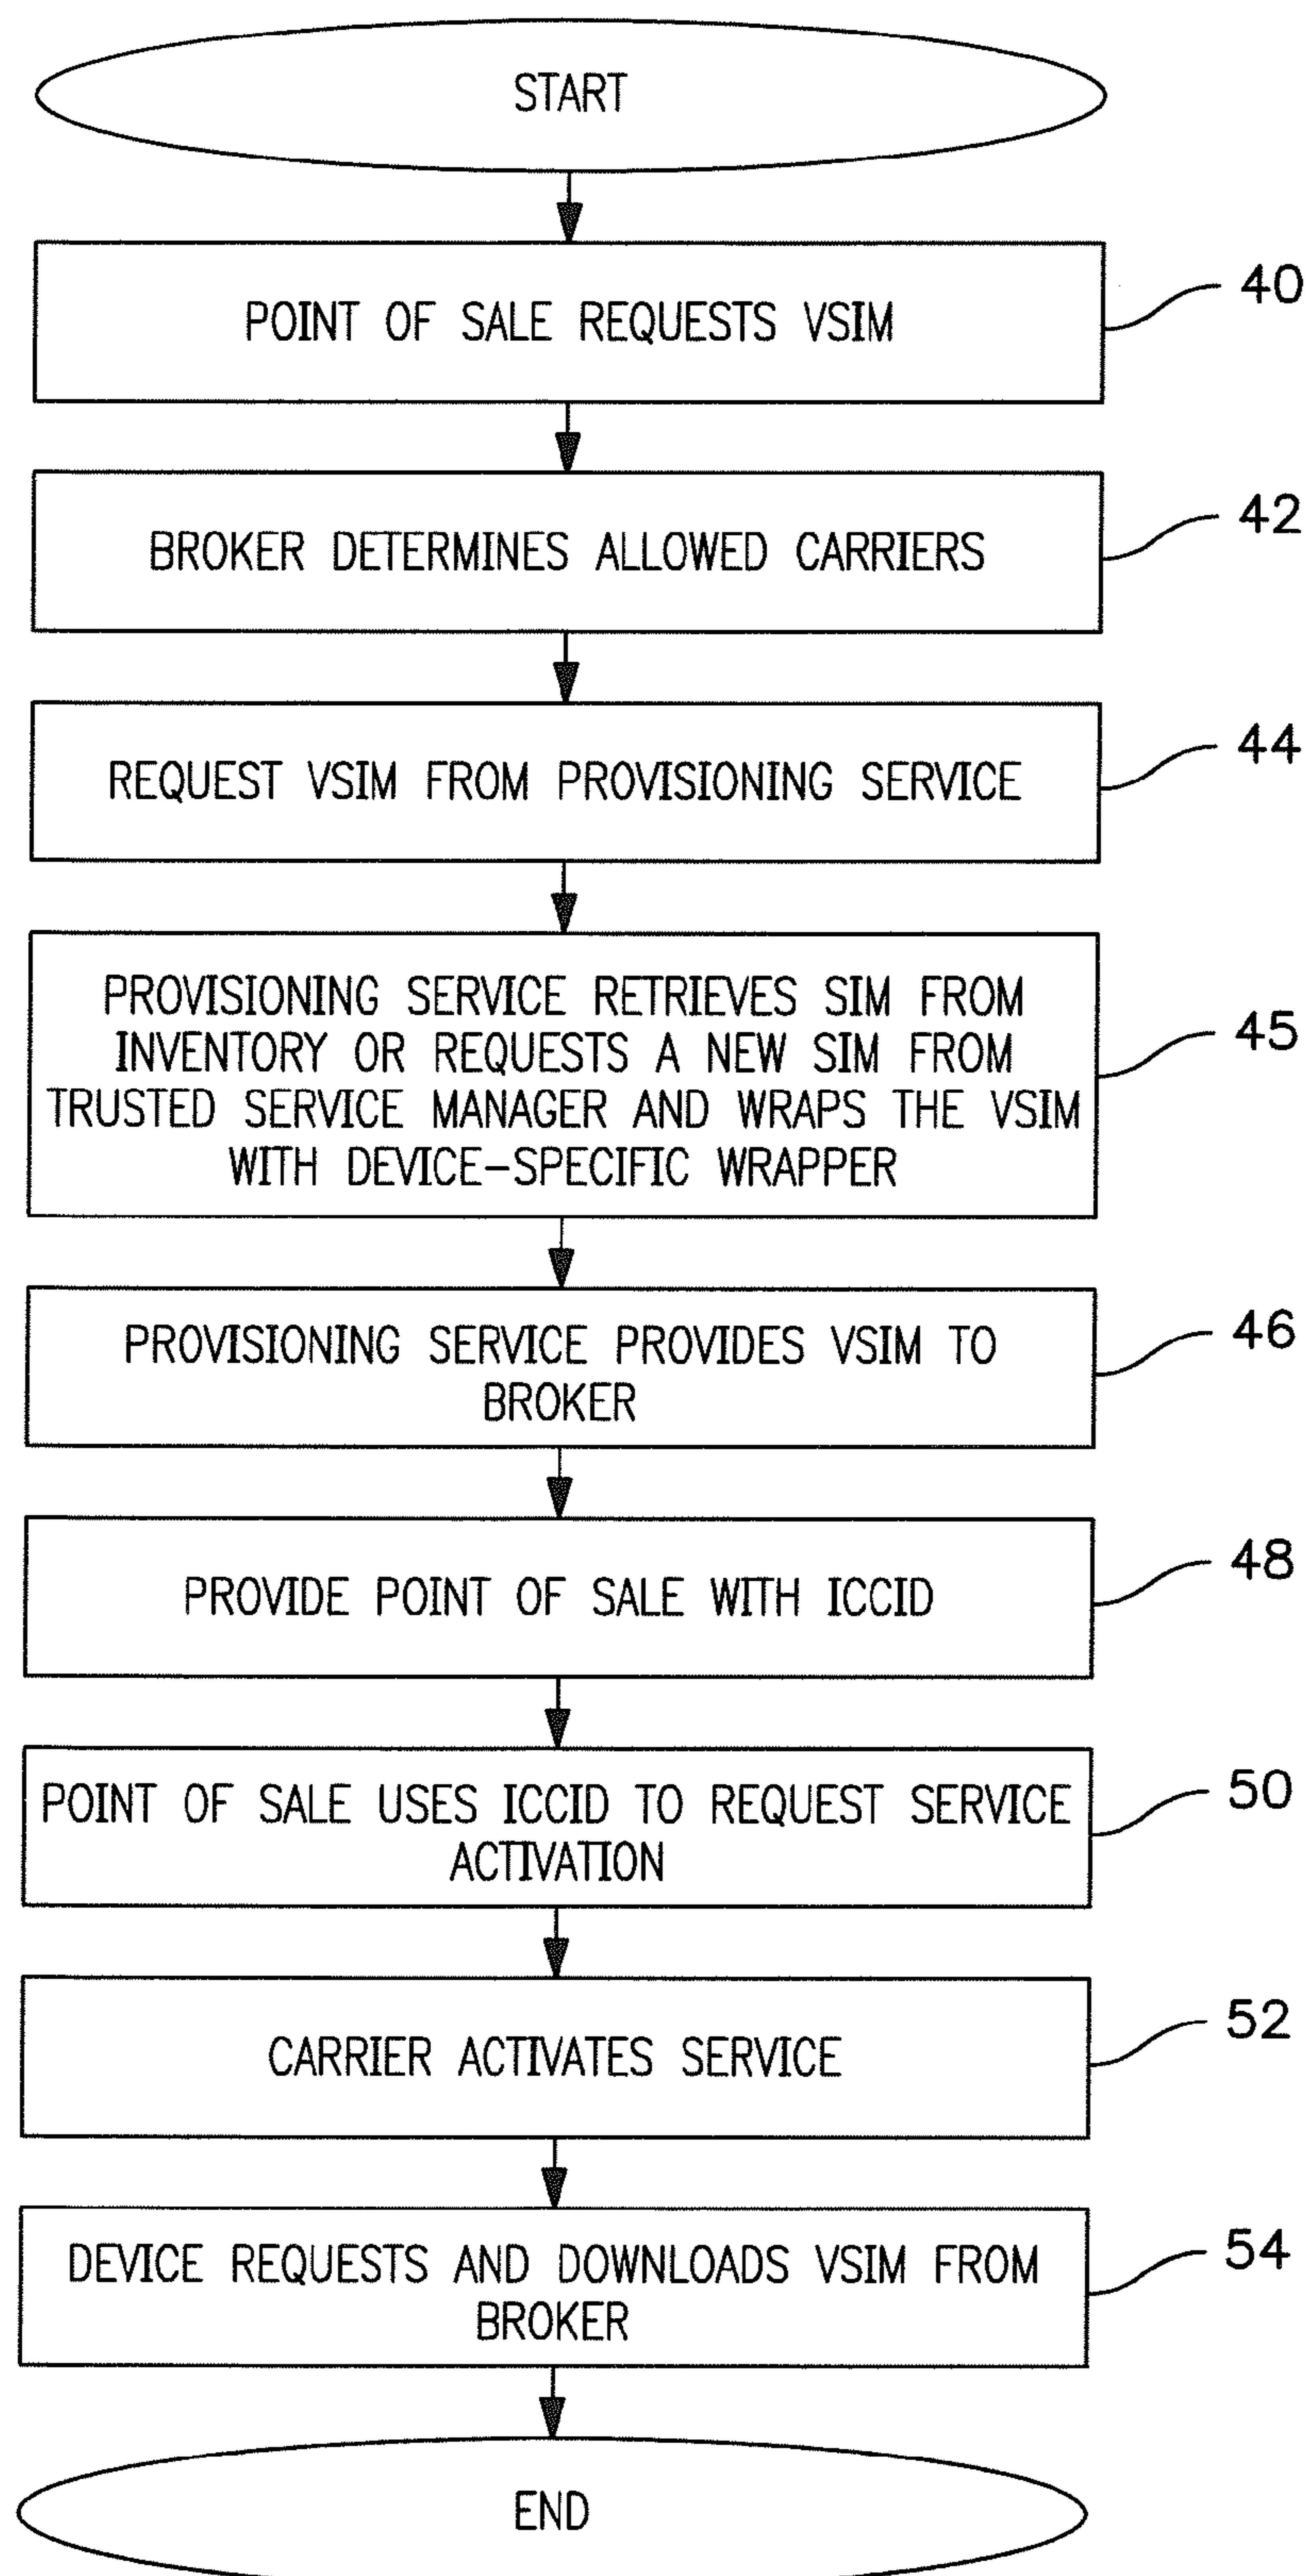 START
POINT OF SALE REQUESTS VSIM
40
BROKER DETERMINES ALLOWED CARRIERS
42
REQUEST VSIM FROM PROVISIONING SERVICE
44
PROVISIONING SERVICE RETRIEVES SIM FROM
INVENTORY OR REQUESTS A NEW SIM FROM
TRUSTED SERVICE MANAGER AND WRAPS THE VSIM
WITH DEVICE-SPECIFIC WRAPPER
45
PROVISIONING SERVICE PROVIDES VSIM TO
BROKER
46
PROVIDE POINT OF SALE WITH ICCID
48
POINT OF SALE USES ICCID TO REQUEST SERVICE
ACTIVATION
50
CARRIER ACTIVATES SERVICE
52
DEVICE REQUESTS AND DOWNLOADS VSIM FROM
BROKER
54
END